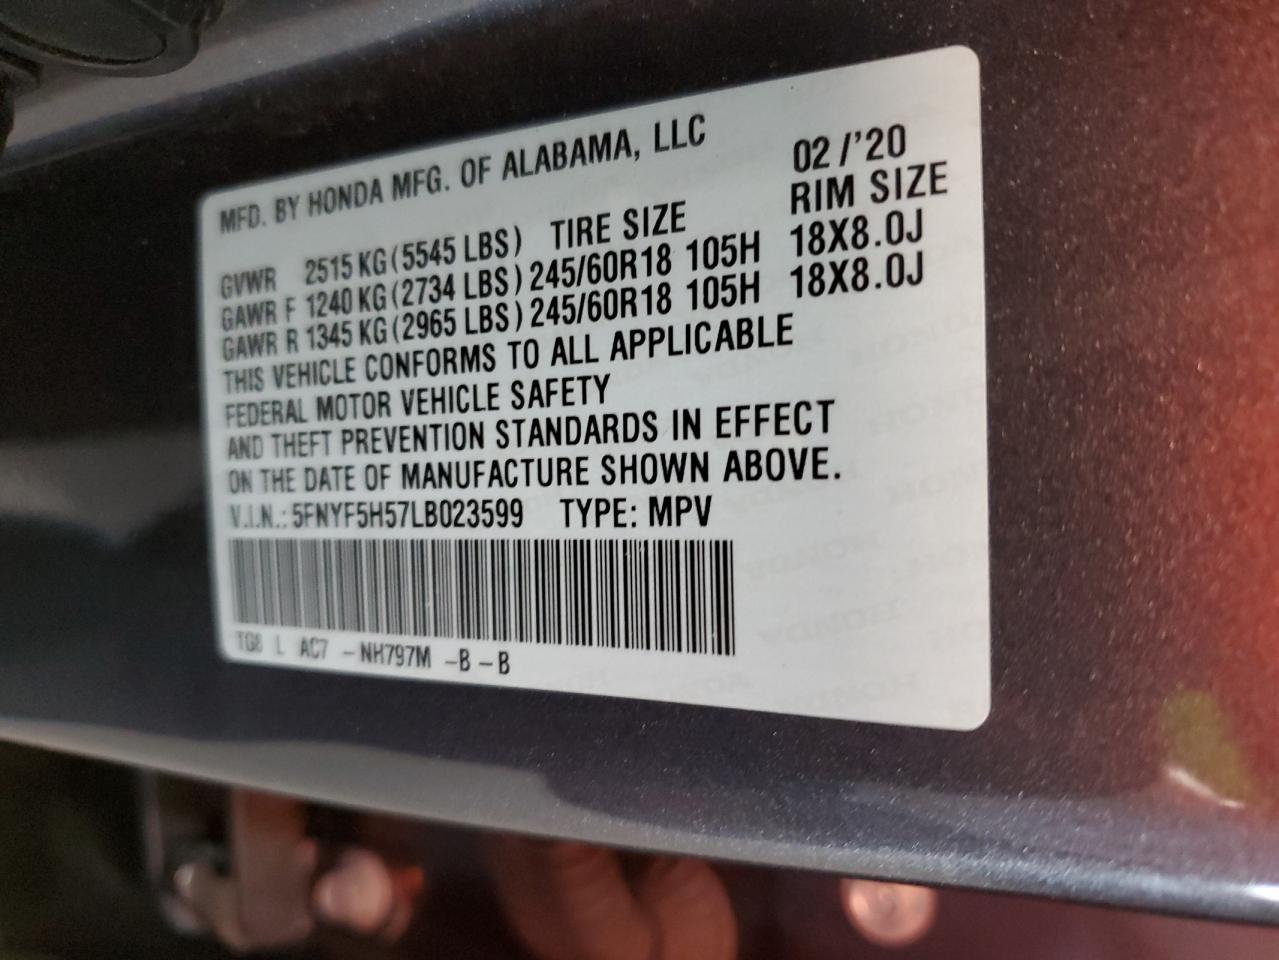 MFD. BY HONDA MFG. OF ALABAMA, LLC 02/'20
TIRE SIZE RIM SIZE
GVWR 2515 KG (5545 LBS)
GAWR F 1240 KG (2734 LBS) 245/60R18 105H 18X8.0J
GAWR R 1345 KG (2965 LBS) 245/60R18 105H 18X8.0J
THIS VEHICLE CONFORMS TO ALL APPLICABLE
FEDERAL MOTOR VEHICLE SAFETY
AND THEFT PREVENTION STANDARDS IN EFFECT
ON THE DATE OF MANUFACTURE SHOWN ABOVE.
V.I.N.: 5FNYF5H57LB023599 TYPE: MPV
TG8 L AC7 - NH797M - B - B